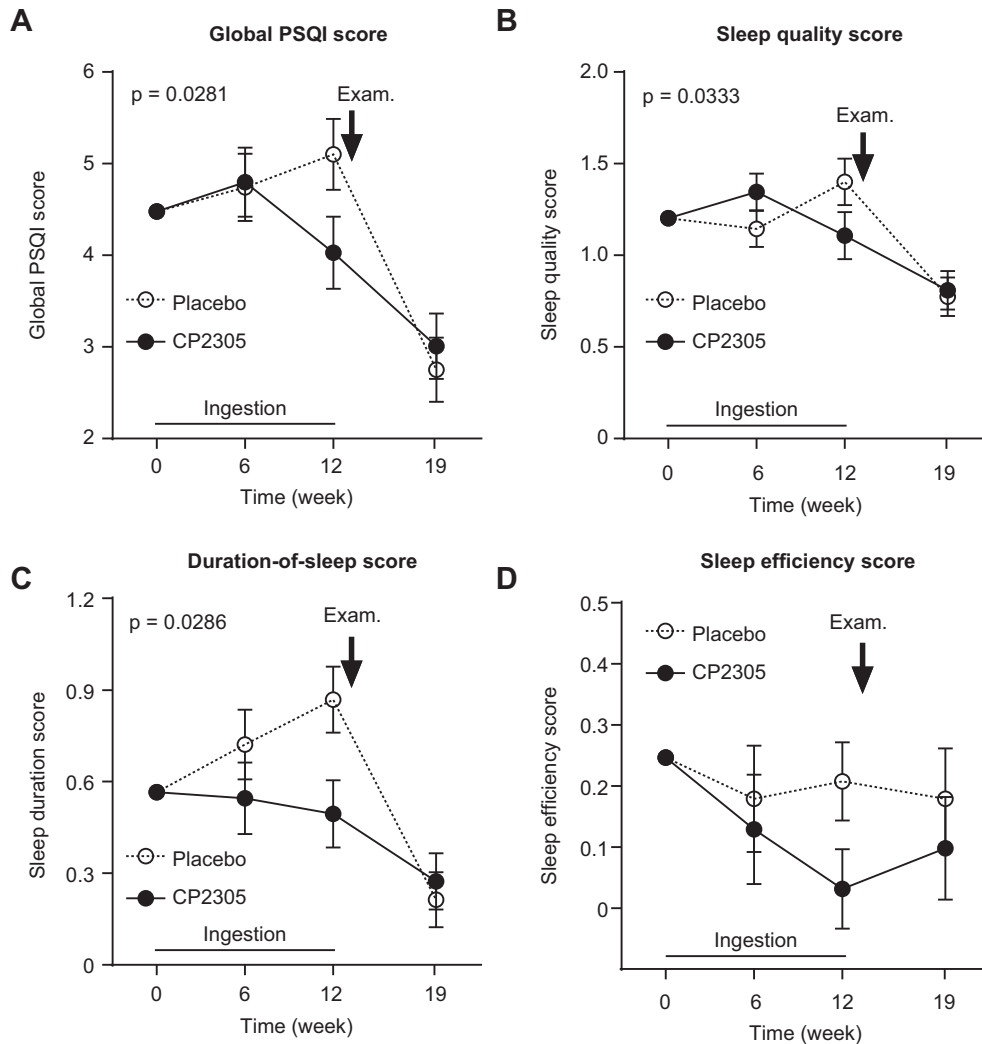 A
Global PSQI score
p = 0.0281
Exam.
6
5
4
3
2
Global PSQI score
Placebo
CP2305
Ingestion
0 6 12 19
Time (week)
B
Sleep quality score
p = 0.0333
Exam.
2.0
1.5
1.0
0.5
0
Sleep quality score
Placebo
CP2305
Ingestion
0 6 12 19
Time (week)
C
Duration-of-sleep score
p = 0.0286
Exam.
1.2
0.9
0.6
0.3
0
Sleep duration score
Placebo
CP2305
Ingestion
0 6 12 19
Time (week)
D
Sleep efficiency score
Placebo
CP2305
Exam.
0.5
0.4
0.3
0.2
0.1
0
Sleep efficiency score
Ingestion
0 6 12 19
Time (week)